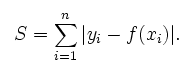 $S = \sum_{i=1}^{n} |y_i - f(x_i)|.$